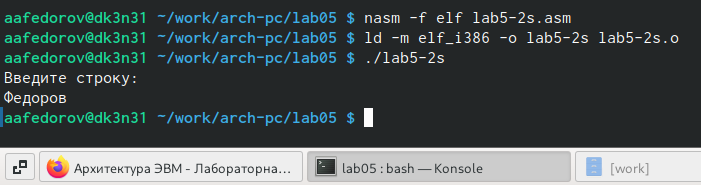 aafedorov@dk3n31 ~/work/arch-pc/lab05 $ nasm -f elf lab5-2s.asm
aafedorov@dk3n31 ~/work/arch-pc/lab05 $ ld -m elf_i386 -o lab5-2s lab5-2s.o
aafedorov@dk3n31 ~/work/arch-pc/lab05 $ ./lab5-2s
Введите строку:
Федоров
aafedorov@dk3n31 ~/work/arch-pc/lab05 $
Архитектура ЭВМ - Лабораторна… lab05 : bash — Konsole [work]